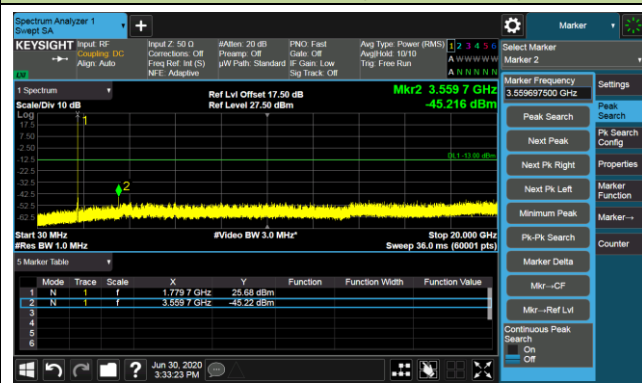 Spectrum Analyzer 1
Swept SA
Marker
KEYSIGHT
Input: RF
Coupling: DC
Align: Auto
Input Z: 50 Ω
Corrections: Off
Freq Ref: Int (S)
NFE: Adaptive
#Atten: 20 dB
Preamp: Off
µW Path: Standard
PNO: Fast
Gate: Off
IF Gain: Low
Sig Track: Off
Avg Type: Power (RMS)
Avg|Hold: 10/10
Trig: Free Run
1 2 3 4 5 6
A W W W W W
A N N N N N
Select Marker
Marker 2
LXI
1 Spectrum
Scale/Div 10 dB
Log
Ref Lvl Offset 17.50 dB
Ref Level 27.50 dBm
Mkr2 3.559 7 GHz
-45.216 dBm
17.5
7.50
-2.50
-12.5
-22.5
-32.5
-42.5
-52.5
-62.5
1
2
DL1 -13.00 dBm
Start 30 MHz
#Res BW 1.0 MHz
#Video BW 3.0 MHz*
Stop 20.000 GHz
Sweep 36.0 ms (60001 pts)
5 Marker Table
Mode Trace Scale X Y Function Function Width Function Value
1 N 1 f 1.779 7 GHz 25.68 dBm
2 N 1 f 3.559 7 GHz -45.22 dBm
3
4
5
6
Marker Frequency
3.559697500 GHz
Peak Search
Next Peak
Next Pk Right
Next Pk Left
Minimum Peak
Pk-Pk Search
Marker Delta
Mkr→CF
Mkr→Ref Lvl
Continuous Peak
Search
On
Off
Settings
Peak
Search
Pk Search
Config
Properties
Marker
Function
Marker→
Counter
?
Jun 30, 2020
3:33:23 PM